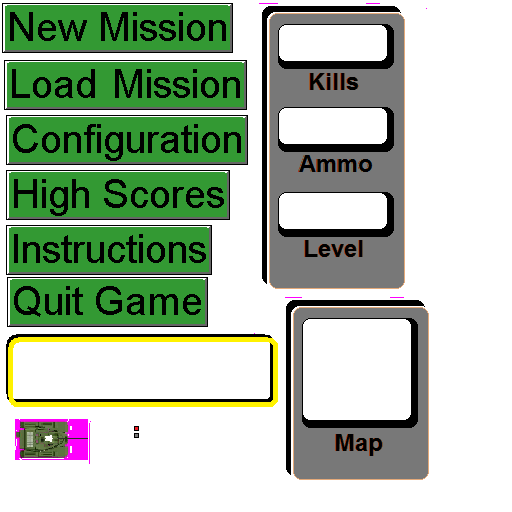 New Mission
Load Mission
Configuration
High Scores
Instructions
Quit Game
Kills
Ammo
Level
Map